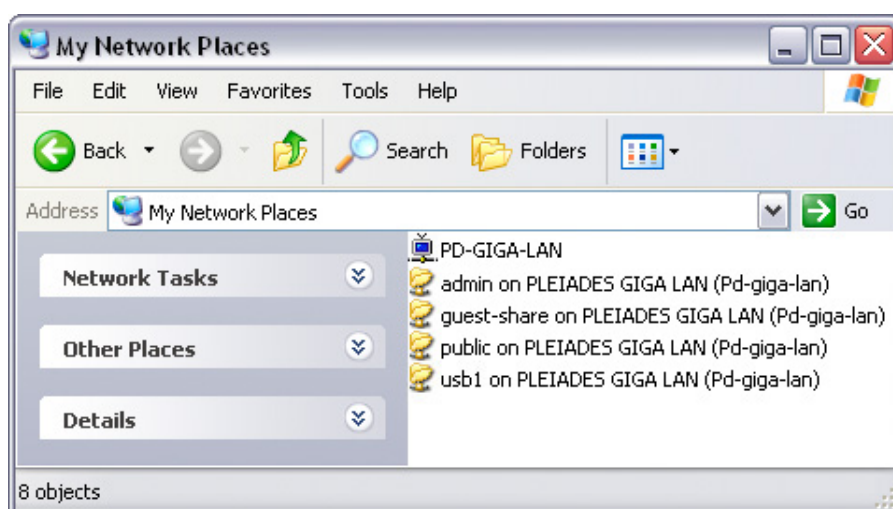 My Network Places
File Edit View Favorites Tools Help
Back Search Folders
Address My Network Places Go
Network Tasks
Other Places
Details
PD-GIGA-LAN
admin on PLEIADES GIGA LAN (Pd-giga-lan)
guest-share on PLEIADES GIGA LAN (Pd-giga-lan)
public on PLEIADES GIGA LAN (Pd-giga-lan)
usb1 on PLEIADES GIGA LAN (Pd-giga-lan)
8 objects